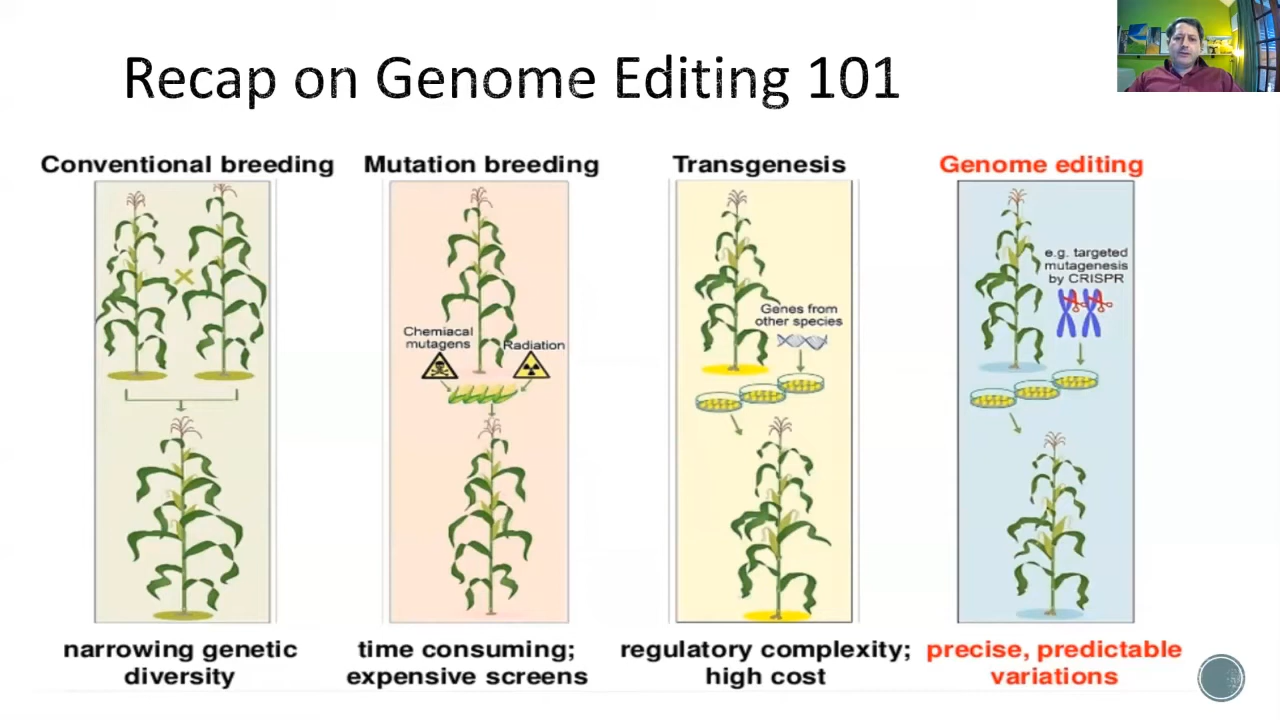 Recap on Genome Editing 101
Conventional breeding
Mutation breeding
Transgenesis
Genome editing
Chemiacal
mutagens
Radiation
Genes from
other species
e.g. targeted
mutagenesis
by CRISPR
narrowing genetic
diversity
time consuming;
expensive screens
regulatory complexity;
high cost
precise, predictable
variations